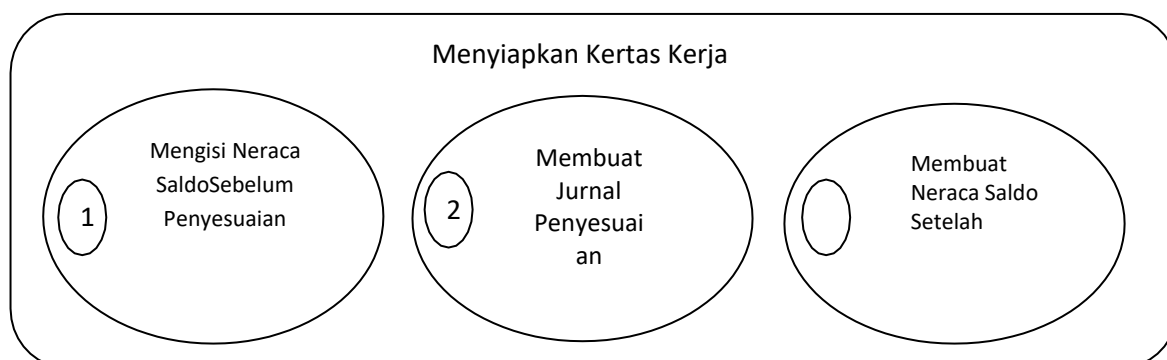 Menyiapkan Kertas Kerja
Mengisi Neraca
SaldoSebelum
Penyesuaian
1
Membuat
Jurnal
Penyesuai
an
2
Membuat
Neraca Saldo
Setelah